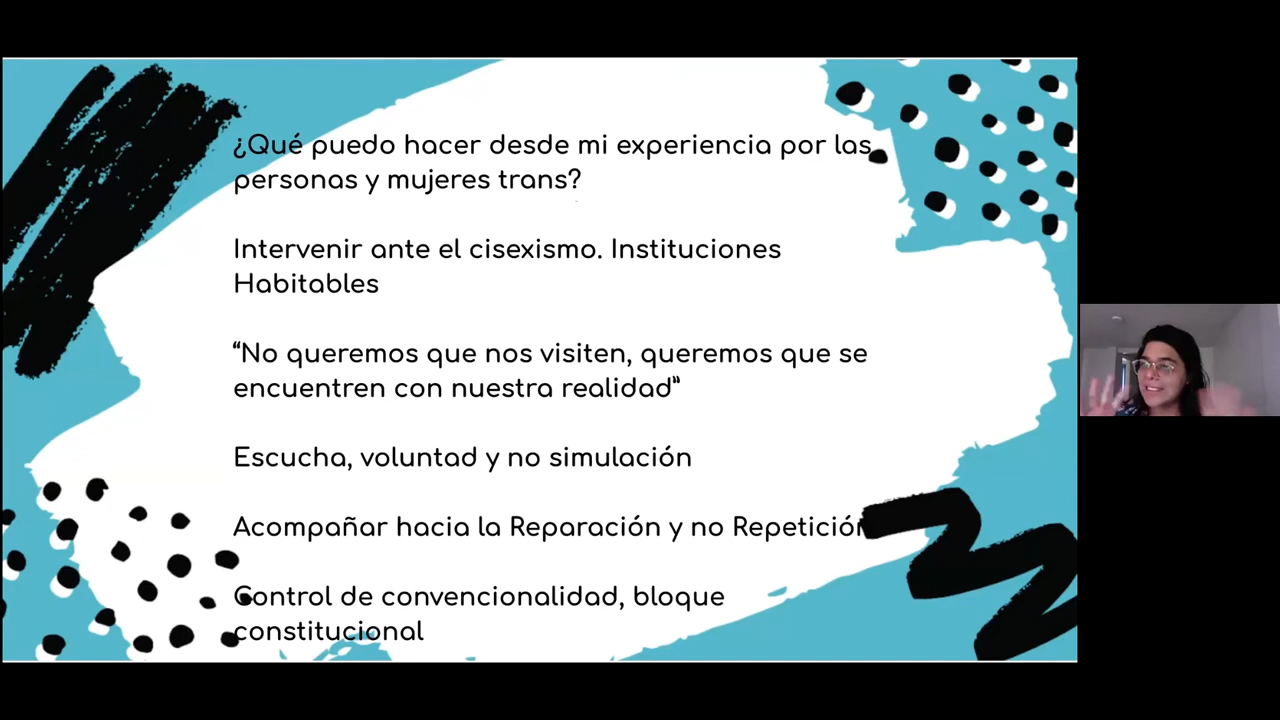 ¿Qué puedo hacer desde mi experiencia por las
personas y mujeres trans?
Intervenir ante el cisexismo. Instituciones
Habitables
“No queremos que nos visiten, queremos que se
encuentren con nuestra realidad”
Escucha, voluntad y no simulación
Acompañar hacia la Reparación y no Repetición
Control de convencionalidad, bloque
constitucional